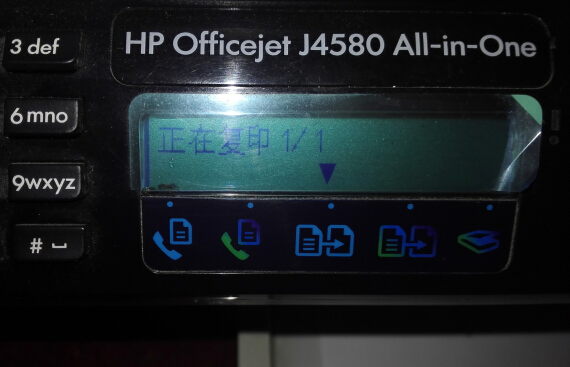 HP Officejet J4580 All-in-One
3 def
6 mno
9wxyz
#
正在复印 1/1